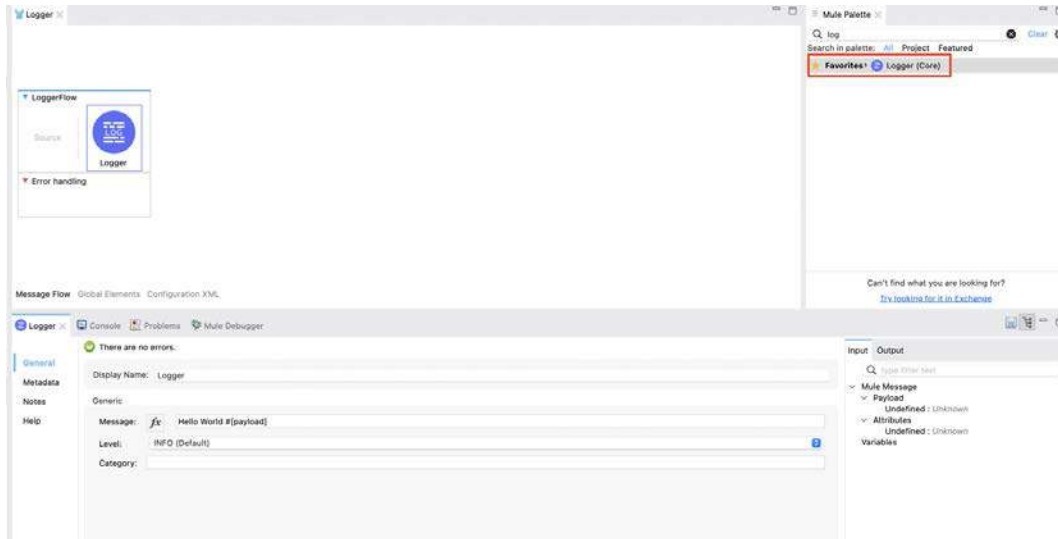 Logger
Mule Palette
log
Clear
Search in palette: All Project Featured
Favorites Logger (Core)
LoggerFlow
Source
LOG
Logger
Error handling
Can't find what you are looking for?
Try looking for it in Exchange
Message Flow Global Elements Configuration XML
Logger Console Problems Mule Debugger
There are no errors.
General
Metadata
Notes
Help
Display Name: Logger
Generic
Message: fx Hello World #[payload]
Level: INFO (Default)
Category:
Input Output
type filter text
Mule Message
Payload
Undefined : Unknown
Attributes
Undefined : Unknown
Variables